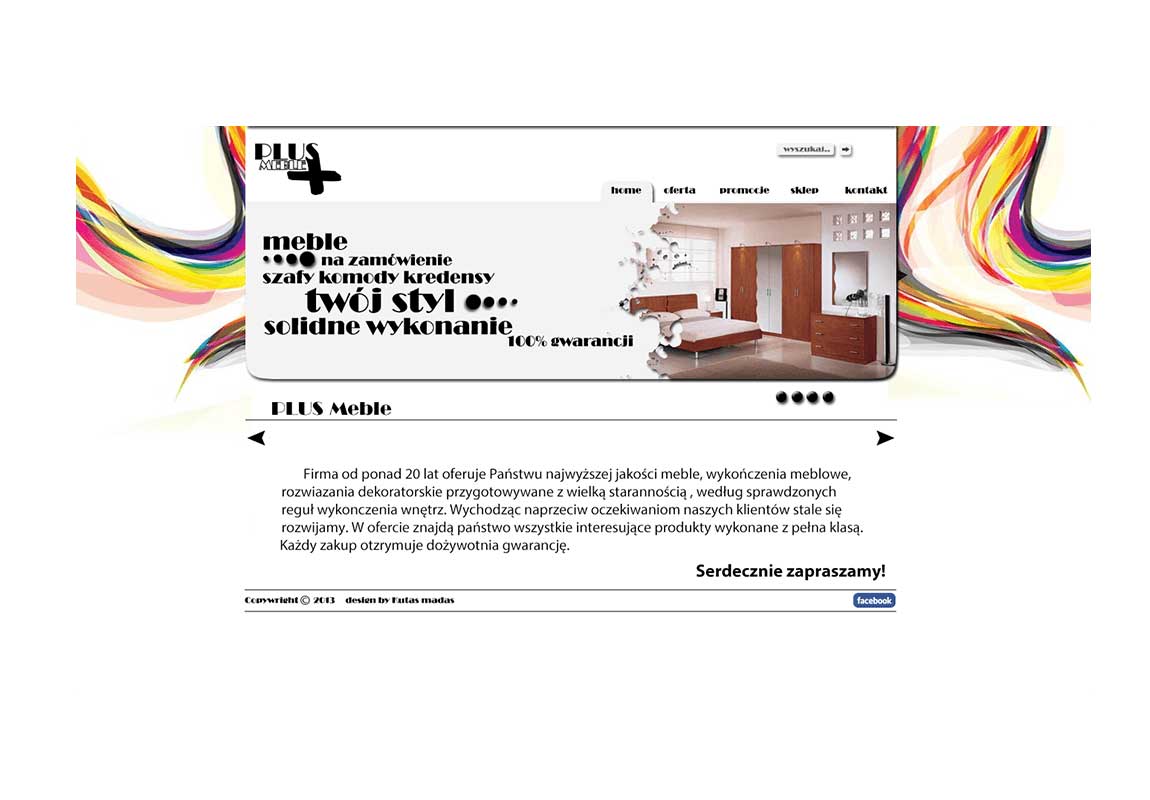 PLUS
MEBLE
wyszukaj..
home oferta promocje sklep kontakt
meble
na zamówienie
szafy komody kredensy
twój styl
solidne wykonanie
100% gwarancji
PLUS Meble
Firma od ponad 20 lat oferuje Państwu najwyższej jakości meble, wykończenia meblowe,
rozwiazania dekoratorskie przygotowywane z wielką starannością , według sprawdzonych
reguł wykonczenia wnętrz. Wychodząc naprzeciw oczekiwaniom naszych klientów stale się
rozwijamy. W ofercie znajdą państwo wszystkie interesujące produkty wykonane z pełna klasą.
Każdy zakup otzrymuje dożywotnia gwarancję.
Serdecznie zapraszamy!
Copywright © 2013 design by Kutas madas
facebook